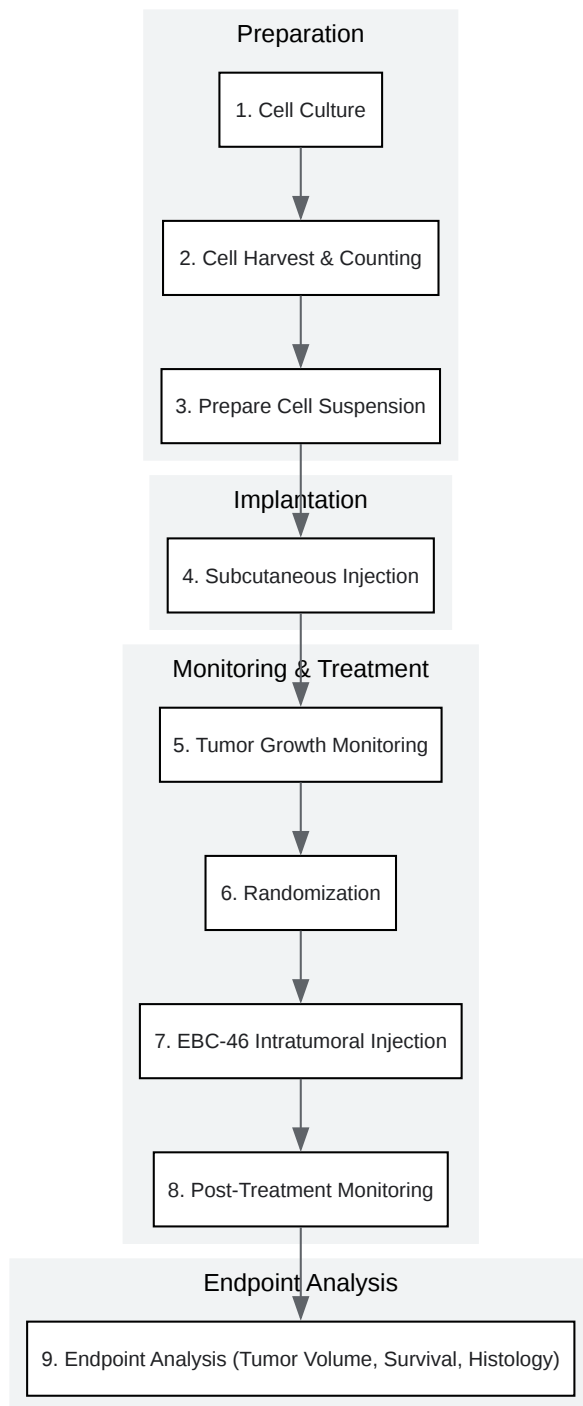 Preparation
1. Cell Culture
2. Cell Harvest & Counting
3. Prepare Cell Suspension
Implantation
4. Subcutaneous Injection
Monitoring & Treatment
5. Tumor Growth Monitoring
6. Randomization
7. EBC-46 Intratumoral Injection
8. Post-Treatment Monitoring
Endpoint Analysis
9. Endpoint Analysis (Tumor Volume, Survival, Histology)